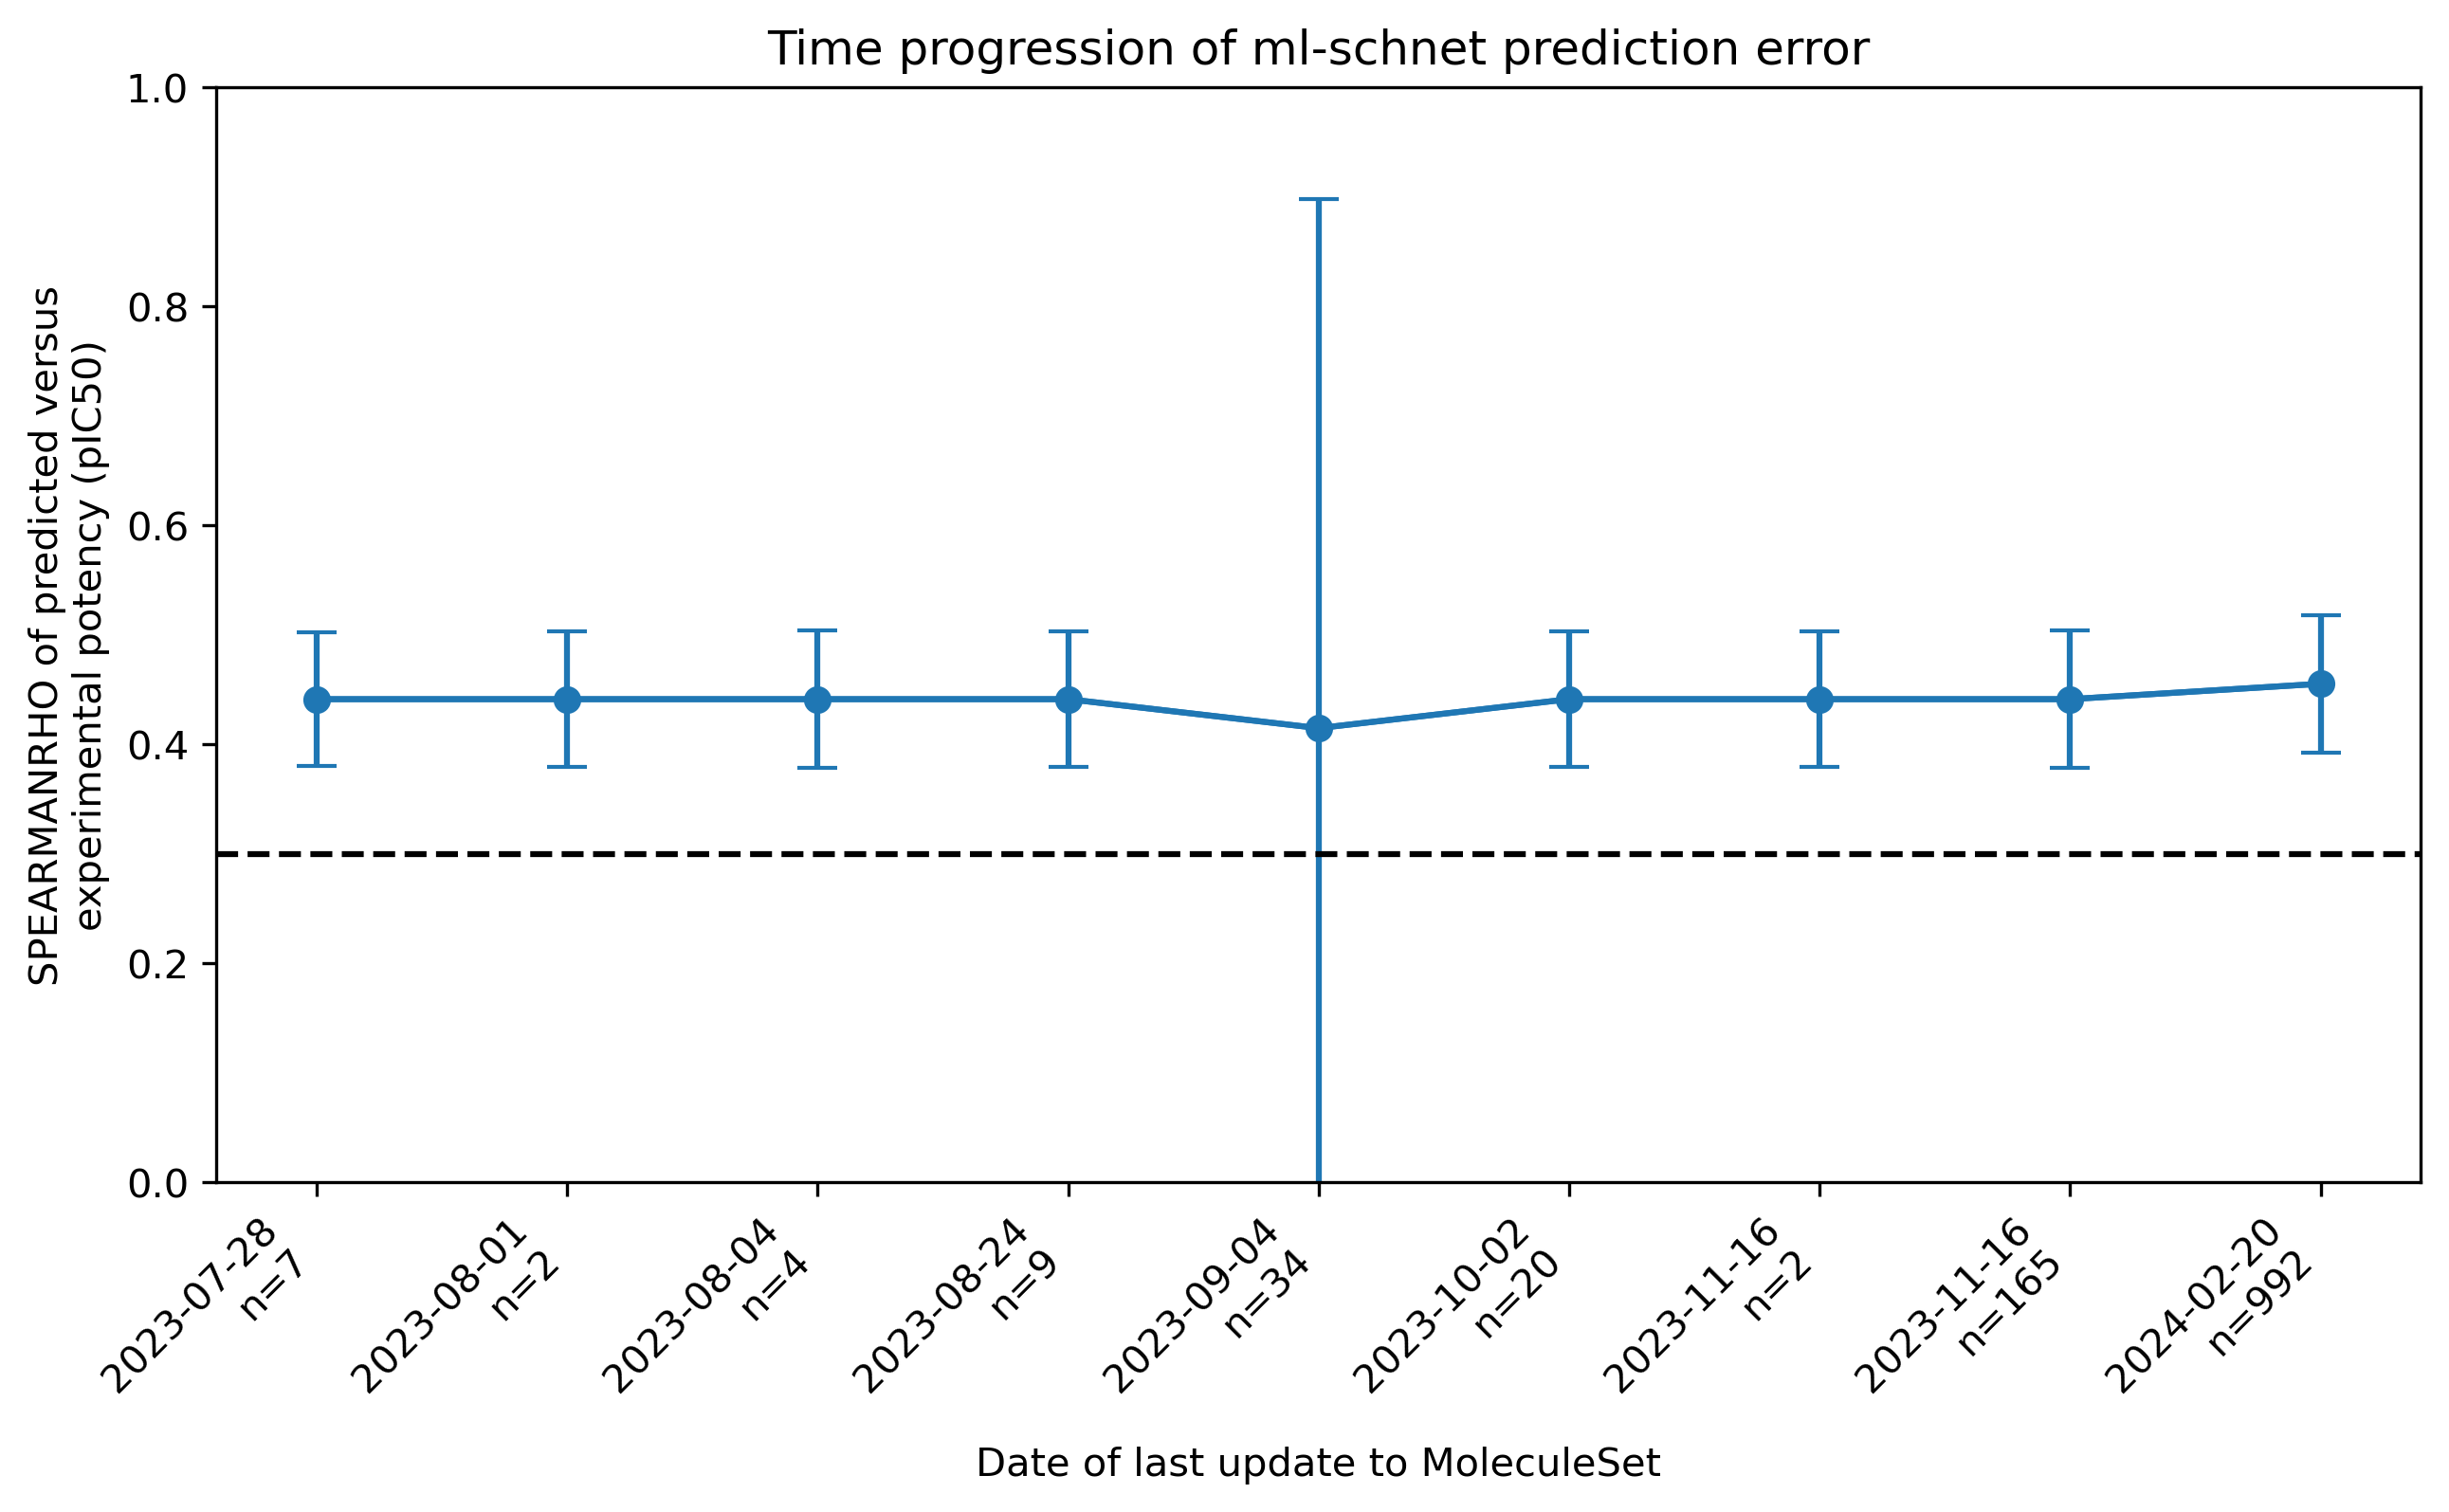 Time progression of ml-schnet prediction error
SPEARMANRHO of predicted versus
experimental potency (pIC50)
1.0
0.8
0.6
0.4
0.2
0.0
2023-07-28
n=7
2023-08-01
n=2
2023-08-04
n=4
2023-08-24
n=9
2023-09-04
n=34
2023-10-02
n=20
2023-11-16
n=2
2023-11-16
n=165
2024-02-20
n=992
Date of last update to MoleculeSet